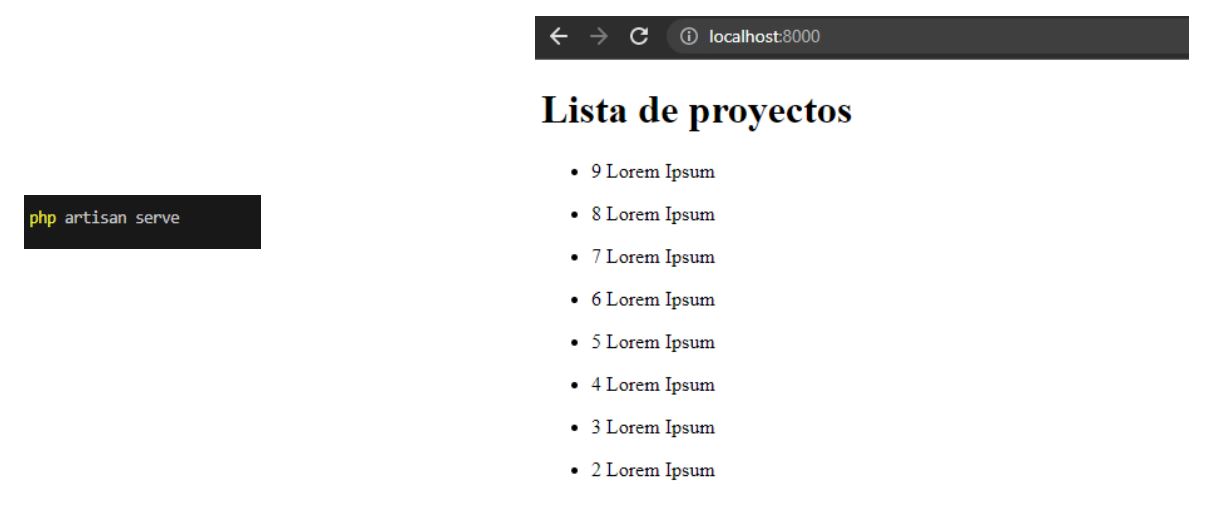 php artisan serve
localhost:8000
Lista de proyectos
9 Lorem Ipsum
8 Lorem Ipsum
7 Lorem Ipsum
6 Lorem Ipsum
5 Lorem Ipsum
4 Lorem Ipsum
3 Lorem Ipsum
2 Lorem Ipsum